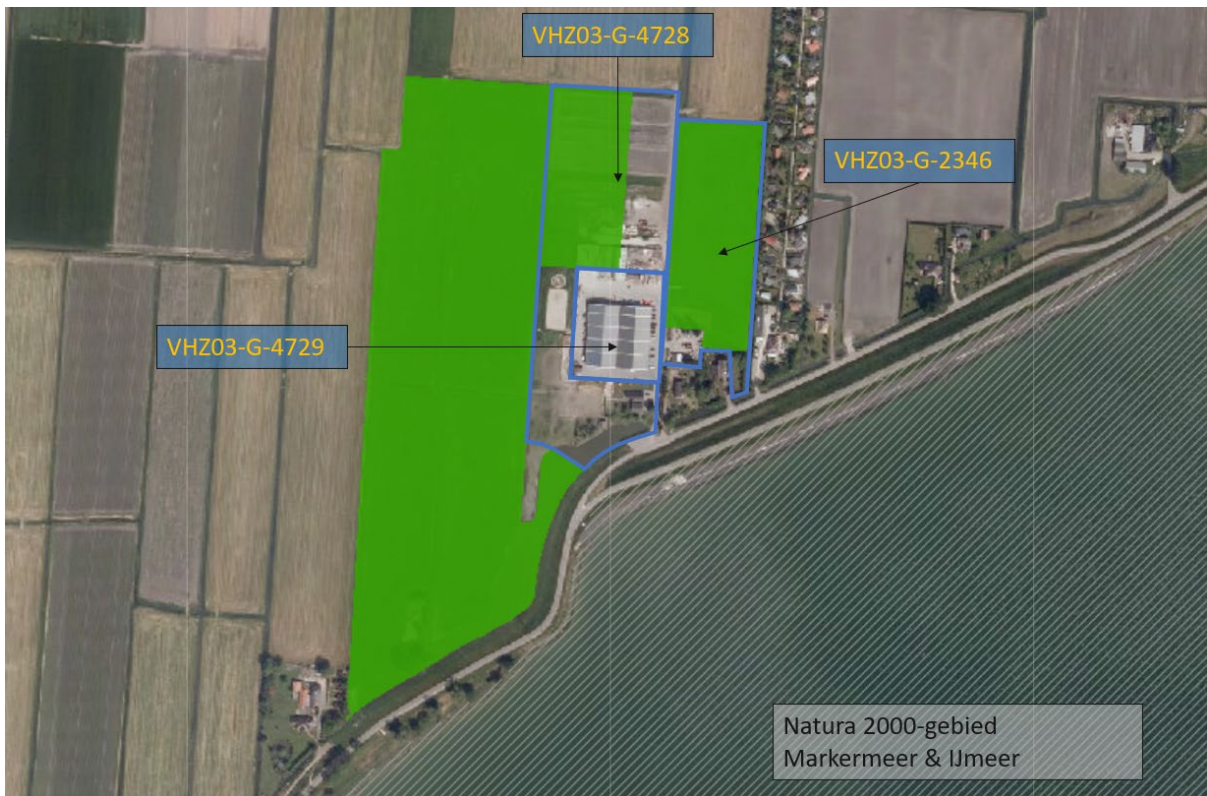 VHZ03-G-4728
VHZ03-G-2346
VHZ03-G-4729
Natura 2000-gebied
Markermeer & IJmeer